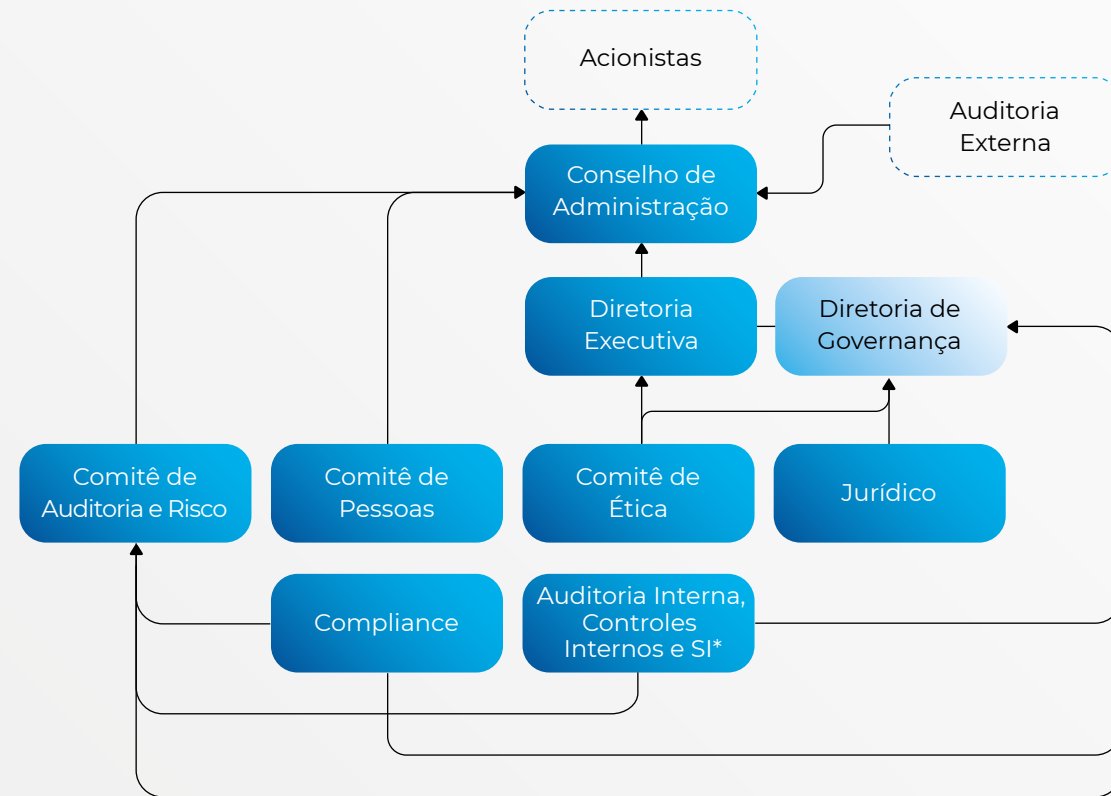 Acionistas
Auditoria
Externa
Conselho de
Administração
Diretoria
Executiva
Diretoria de
Governança
Comitê de
Auditoria e Risco
Comitê de
Pessoas
Comitê de
Ética
Jurídico
Compliance
Auditoria Interna,
Controles
Internos e SI*